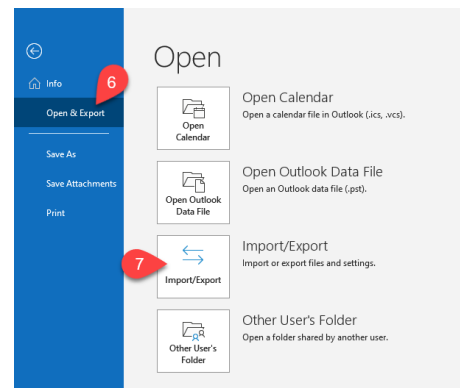 Open
Info
6
Open & Export
Save As
Save Attachments
Print
Open
Calendar
Open Calendar
Open a calendar file in Outlook (.ics, .vcs).
Open Outlook
Data File
Open Outlook Data File
Open an Outlook data file (.pst).
7
Import/Export
Import/Export
Import or export files and settings.
Other User's
Folder
Other User's Folder
Open a folder shared by another user.